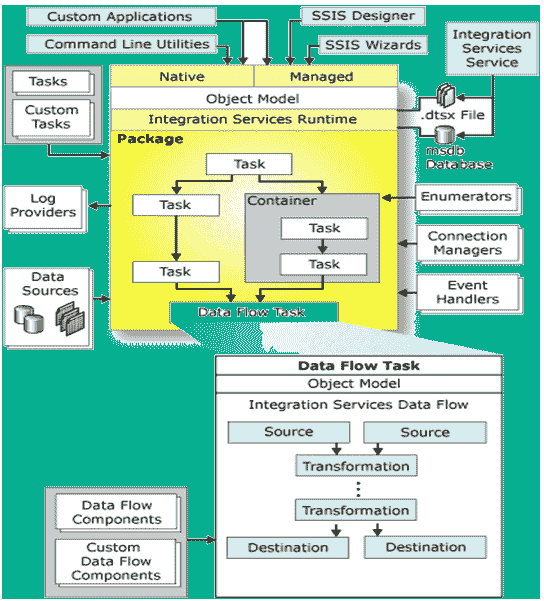 Custom Applications
SSIS Designer
Command Line Utilities
SSIS Wizards
Integration
Services
Service
Native
Managed
Object Model
Integration Services Runtime
Tasks
Custom
Tasks
.dtsx File
msdb
Database
Package
Task
Task
Container
Task
Task
Task
Data Flow Task
Log
Providers
Data
Sources
Enumerators
Connection
Managers
Event
Handlers
Data Flow Task
Object Model
Integration Services Data Flow
Source
Source
Transformation
Transformation
Destination
Destination
Data Flow
Components
Custom
Data Flow
Components